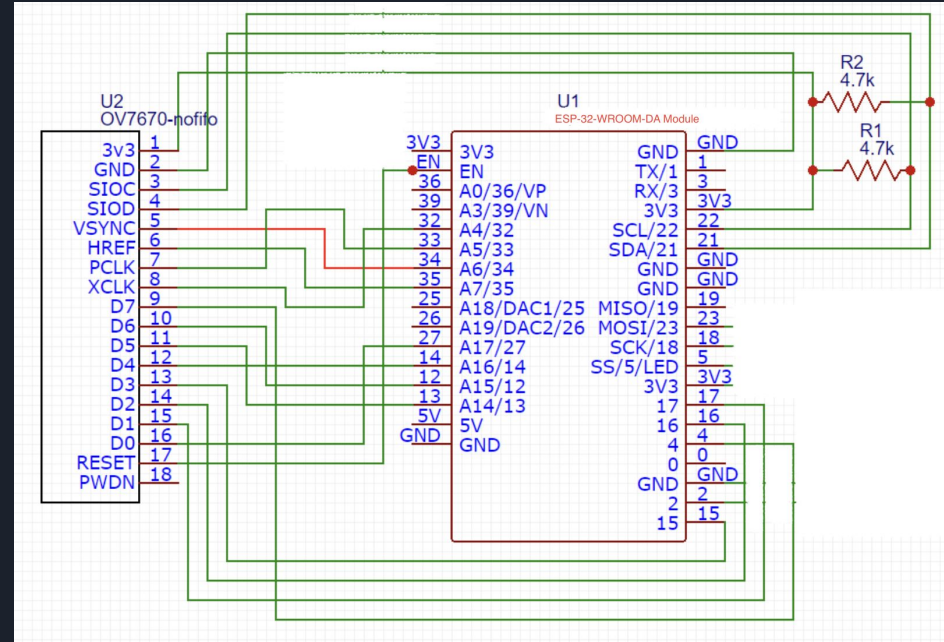 R2
4.7k
R1
4.7k
U2
OV7670-nofifo
3v3 1
GND 2
SIOC 3
SIOD 4
VSYNC 5
HREF 6
PCLK 7
XCLK 8
D7 9
D6 10
D5 11
D4 12
D3 13
D2 14
D1 15
D0 16
RESET 17
PWDN 18
U1
ESP-32-WROOM-DA Module
3V3 3V3
EN EN
36 A0/36/VP
39 A3/39/VN
32 A4/32
33 A5/33
34 A6/34
35 A7/35
25 A18/DAC1/25
26 A19/DAC2/26
27 A17/27
14 A16/14
12 A15/12
13 A14/13
5V 5V
GND GND
GND GND
TX/1 1
RX/3 3
3V3 3V3
SCL/22 22
SDA/21 21
GND GND
GND GND
MISO/19 19
MOSI/23 23
SCK/18 18
SS/5/LED 5
3V3 3V3
17 17
16 16
4 4
0 0
GND GND
2 2
15 15